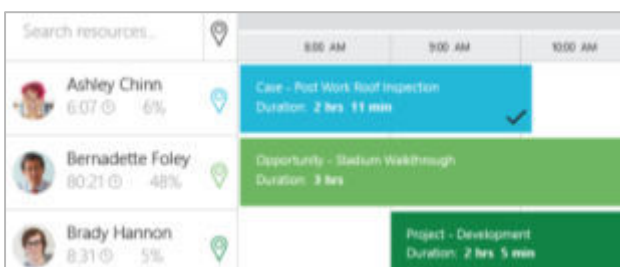 Search resources...
8:00 AM 9:00 AM 10:00 AM
Ashley Chinn
6:07 6%
Case - Post Work Roof Inspection
Duration: 2 hrs 11 min
Bernadette Foley
80:21 48%
Opportunity - Stadium Walkthrough
Duration: 3 hrs
Brady Hannon
8:31 5%
Project - Development
Duration: 2 hrs 5 min